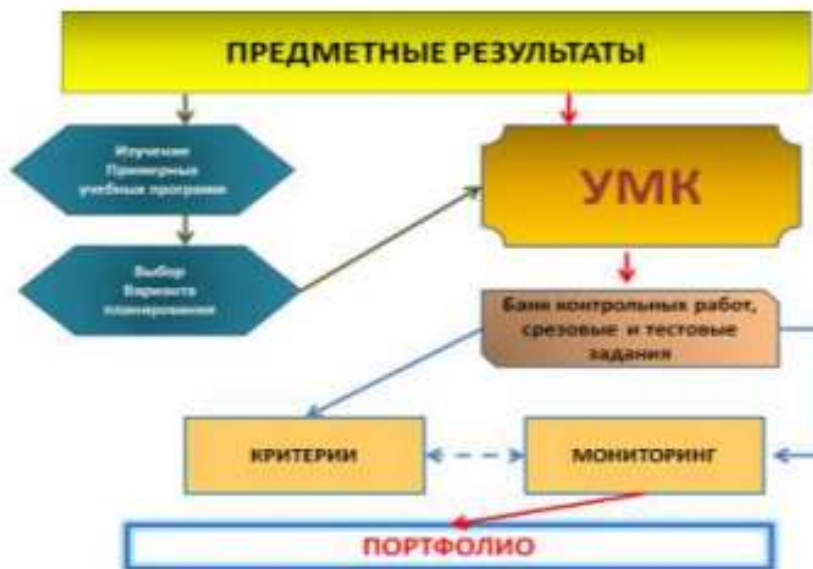 ПРЕДМЕТНЫЕ РЕЗУЛЬТАТЫ
Изучение
Примерных
учебных программ
УМК
Выбор
Варианта
планирования
Банк контрольных работ,
срезовые и тестовые
задания
КРИТЕРИИ
МОНИТОРИНГ
ПОРТФОЛИО